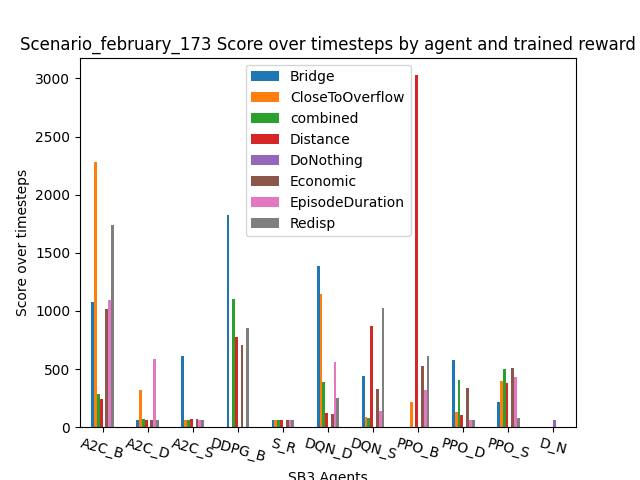 Scenario_february_173 Score over timesteps by agent and trained reward
Score over timesteps
3000
2500
2000
1500
1000
500
0
Bridge
CloseToOverflow
combined
Distance
DoNothing
Economic
EpisodeDuration
Redisp
A2C_B
A2C_D
A2C_S
DDPG_B
S_R
DQN_D
DQN_S
PPO_B
PPO_D
PPO_S
D_N
SB3 Agents